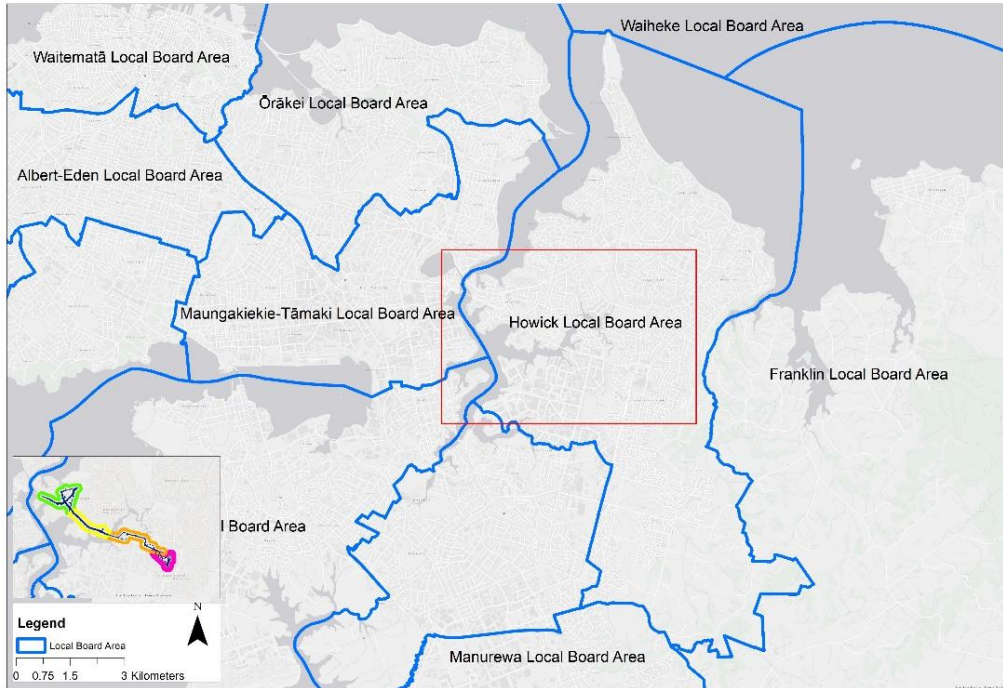 Waiheke Local Board Area
Waitematā Local Board Area
Ōrākei Local Board Area
Albert-Eden Local Board Area
Maungakiekie-Tāmaki Local Board Area
Howick Local Board Area
Franklin Local Board Area
l Board Area
N
Legend
Local Board Area
0 0.75 1.5 3 Kilometers
Manurewa Local Board Area